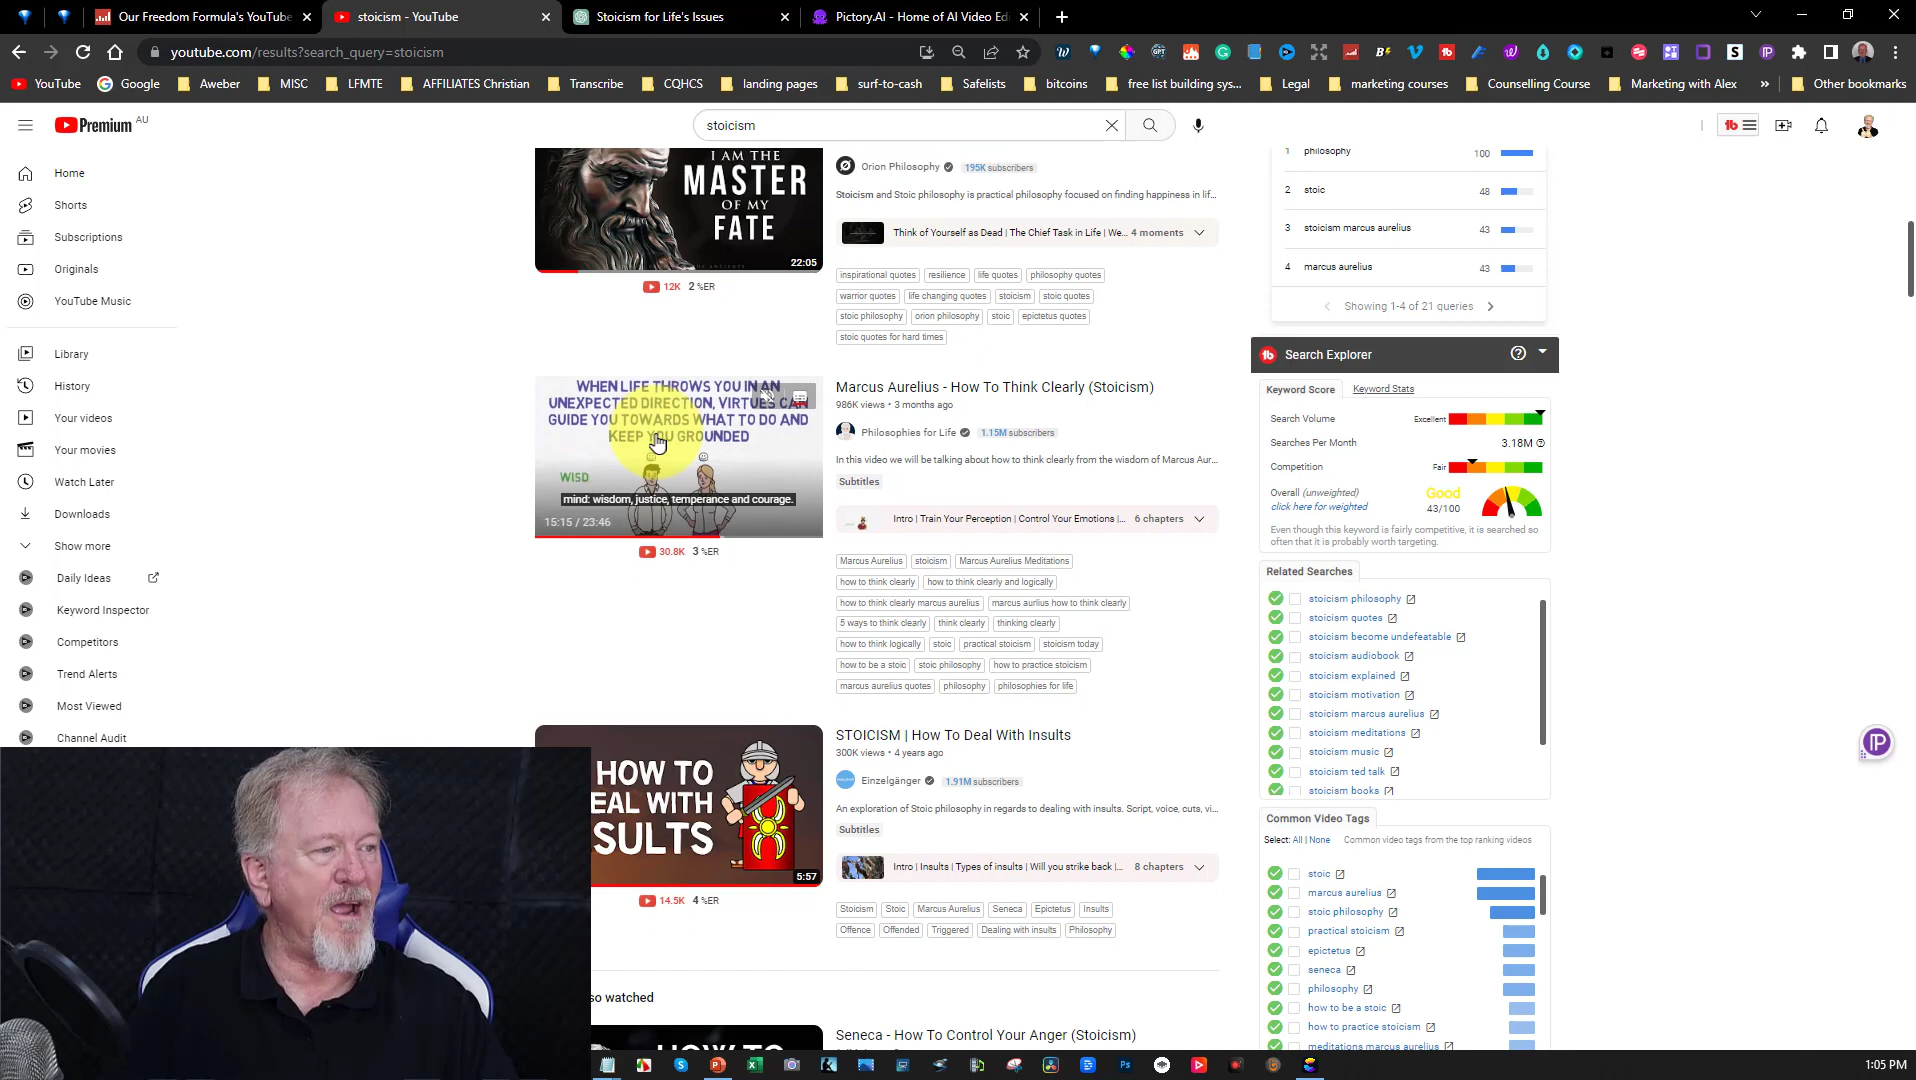 Our Freedom Formula's YouTube
stoicism - YouTube
Stoicism for Life's Issues
Pictory.AI - Home of AI Video Edi
youtube.com/results?search_query=stoicism
YouTube
Google
Aweber
MISC
LFMTE
AFFILIATES Christian
Transcribe
CQHCS
landing pages
surf-to-cash
Safelists
bitcoins
free list building sys...
Legal
marketing courses
Counselling Course
Marketing with Alex
Other bookmarks
Premium AU
stoicism
Home
Shorts
Subscriptions
Originals
YouTube Music
Library
History
Your videos
Your movies
Watch Later
Downloads
Show more
Daily Ideas
Keyword Inspector
Competitors
Trend Alerts
Most Viewed
Channel Audit
I AM THE
MASTER
OF MY
FATE
22:05
12K 2 %ER
Orion Philosophy 195K subscribers
Stoicism and Stoic philosophy is practical philosophy focused on finding happiness in lif...
Think of Yourself as Dead | The Chief Task in Life | We... 4 moments
inspirational quotes resilience life quotes philosophy quotes
warrior quotes life changing quotes stoicism stoic quotes
stoic philosophy orion philosophy stoic epictetus quotes
stoic quotes for hard times
WHEN LIFE THROWS YOU IN AN
UNEXPECTED DIRECTION, VIRTUES CAN
GUIDE YOU TOWARDS WHAT TO DO AND
KEEP YOU GROUNDED
WISD
mind: wisdom, justice, temperance and courage.
15:15 / 23:46
30.8K 3 %ER
Marcus Aurelius - How To Think Clearly (Stoicism)
986K views • 3 months ago
Philosophies for Life 1.15M subscribers
In this video we will be talking about how to think clearly from the wisdom of Marcus Aur...
Subtitles
Intro | Train Your Perception | Control Your Emotions |... 6 chapters
Marcus Aurelius stoicism Marcus Aurelius Meditations
how to think clearly how to think clearly and logically
how to think clearly marcus aurelius marcus aurlius how to think clearly
5 ways to think clearly think clearly thinking clearly
how to think logically stoic practical stoicism stoicism today
how to be a stoic stoic philosophy how to practice stoicism
marcus aurelius quotes philosophy philosophies for life
HOW TO
EAL WITH
SULTS
5:57
14.5K 4 %ER
STOICISM | How To Deal With Insults
300K views • 4 years ago
Einzelgänger 1.91M subscribers
An exploration of Stoic philosophy in regards to dealing with insults. Script, voice, cuts, vi...
Subtitles
Intro | Insults | Types of insults | Will you strike back |... 8 chapters
Stoicism Stoic Marcus Aurelius Seneca Epictetus Insults
Offence Offended Triggered Dealing with insults Philosophy
so watched
Seneca - How To Control Your Anger (Stoicism)
1 philosophy 100
2 stoic 48
3 stoicism marcus aurelius 43
4 marcus aurelius 43
Showing 1-4 of 21 queries
Search Explorer
Keyword Score Keyword Stats
Search Volume Excellent
Searches Per Month 3.18M
Competition Fair
Overall (unweighted) Good
click here for weighted 43/100
Even though this keyword is fairly competitive, it is searched so
often that it is probably worth targeting.
Related Searches
stoicism philosophy
stoicism quotes
stoicism become undefeatable
stoicism audiobook
stoicism explained
stoicism motivation
stoicism marcus aurelius
stoicism meditations
stoicism music
stoicism ted talk
stoicism books
Common Video Tags
Select: All | None Common video tags from the top ranking videos
stoic
marcus aurelius
stoic philosophy
practical stoicism
epictetus
seneca
philosophy
how to be a stoic
how to practice stoicism
meditations marcus aurelius
1:05 PM